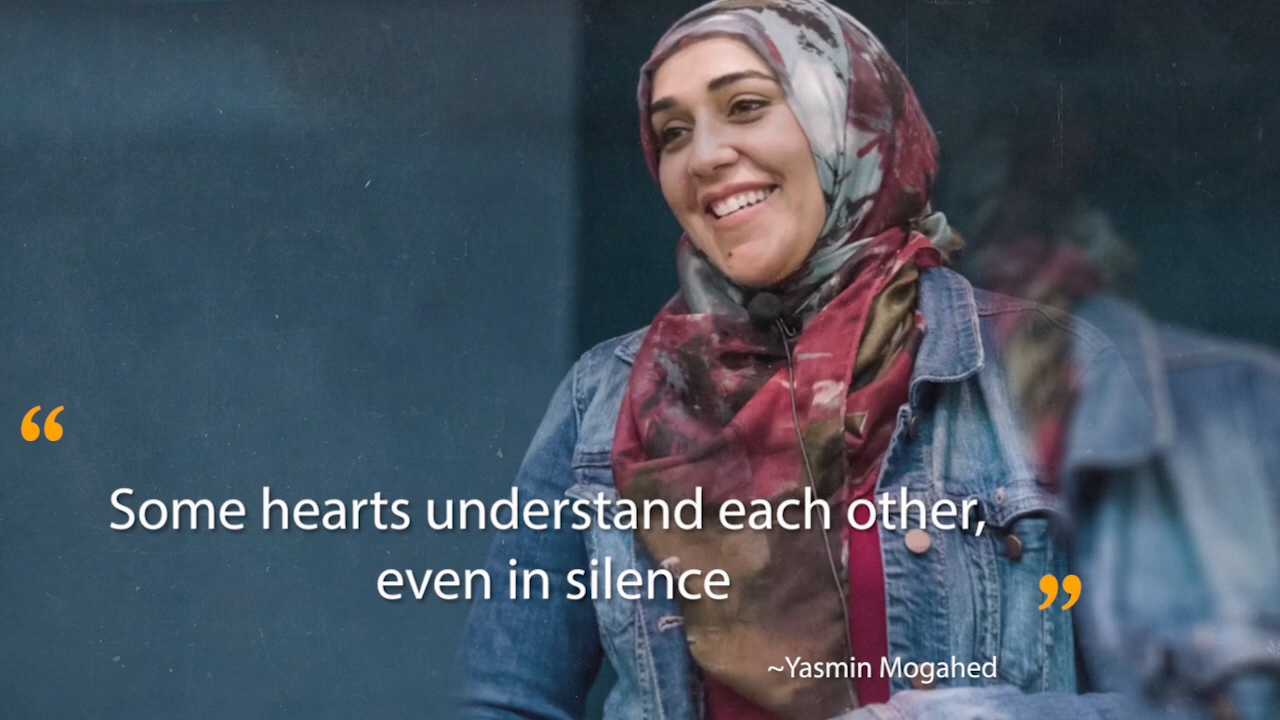 “
Some hearts understand each other,
even in silence
”
~Yasmin Mogahed